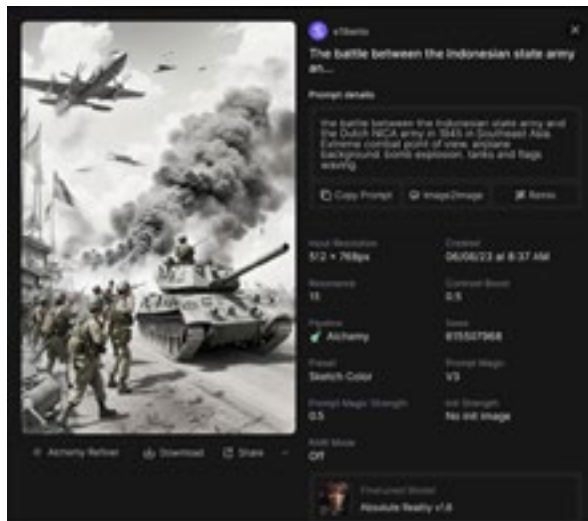 The battle between the Indonesian state army
an...
Prompt details
the battle between the Indonesian state army and
the Dutch NICA army in 1945 in Southeast Asia.
Extreme combat point of view, airplane
background bomb explosion, tanks and flags
waving
Copy Prompt
Image2Image
Remix
Input Resolution
Created
512 × 768px
06/08/23 at 8:37 AM
Resonance
Contrast Boost
15
0.5
Pipeline
Alchemy
615507968
Preset
Prompt Magic
Sketch Color
V3
Prompt Magic Strength
Init Strength
0.5
No init image
RAW Mode
Off
Alchemy Refiner
Download
Share
Finetuned Model
Absolute Reality v1.6